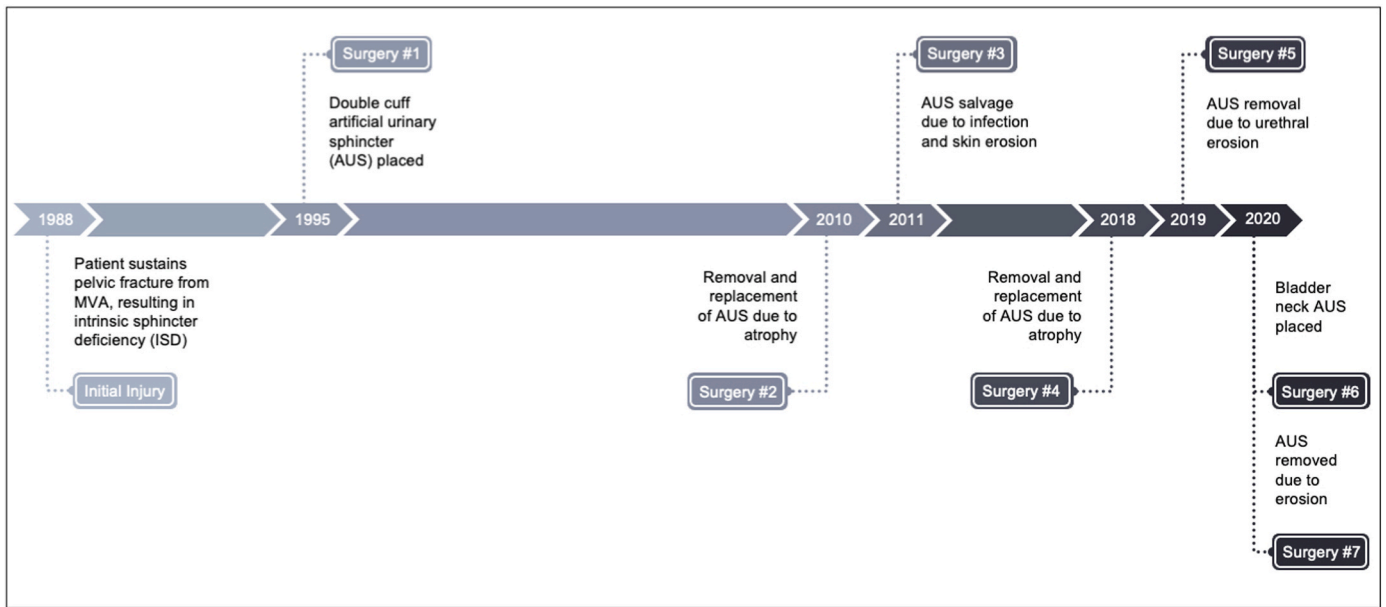 Surgery #1
Double cuff
artificial urinary
sphincter
(AUS) placed
Surgery #3
AUS salvage
due to infection
and skin erosion
Surgery #5
AUS removal
due to urethral
erosion
1988
1995
2010
2011
2018
2019
2020
Patient sustains
pelvic fracture from
MVA, resulting in
intrinsic sphincter
deficiency (ISD)
Initial Injury
Removal and
replacement
of AUS due to
atrophy
Surgery #2
Removal and
replacement
of AUS due to
atrophy
Surgery #4
Bladder
neck AUS
placed
Surgery #6
AUS
removed
due to
erosion
Surgery #7